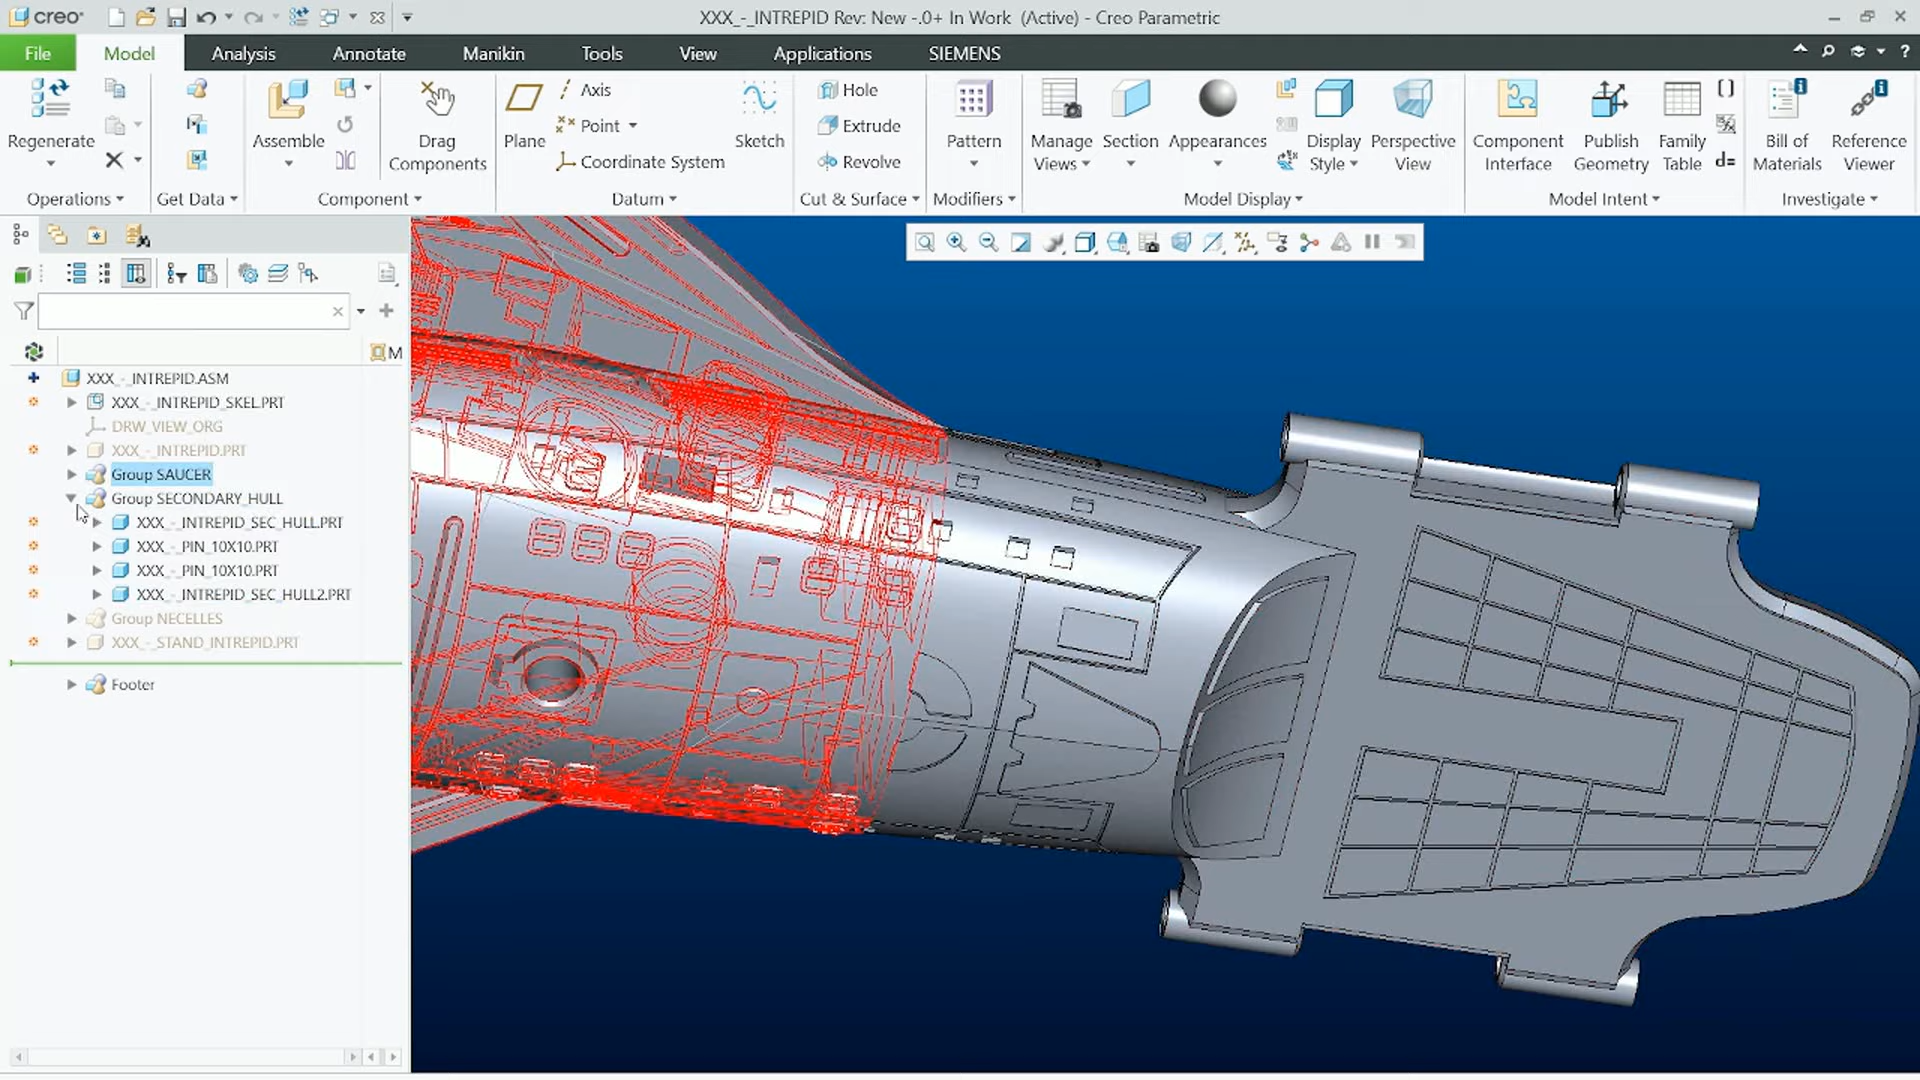 creo
XXX_-_INTREPID Rev: New -.0+ In Work (Active) - Creo Parametric
File
Model
Analysis
Annotate
Manikin
Tools
View
Applications
SIEMENS
Regenerate
Operations
Get Data
Assemble
Drag Components
Component
Plane
Axis
Point
Coordinate System
Sketch
Datum
Hole
Extrude
Revolve
Cut & Surface
Pattern
Modifiers
Manage Views
Section
Appearances
Display Style
Perspective View
Model Display
Component Interface
Publish Geometry
Family Table
d=
Model Intent
Bill of Materials
Reference Viewer
Investigate
M
XXX_-_INTREPID.ASM
XXX_-_INTREPID_SKEL.PRT
DRW_VIEW_ORG
XXX_-_INTREPID.PRT
Group SAUCER
Group SECONDARY_HULL
XXX_-_INTREPID_SEC_HULL.PRT
XXX_-_PIN_10X10.PRT
XXX_-_PIN_10X10.PRT
XXX_-_INTREPID_SEC_HULL2.PRT
Group NECELLES
XXX_-_STAND_INTREPID.PRT
Footer